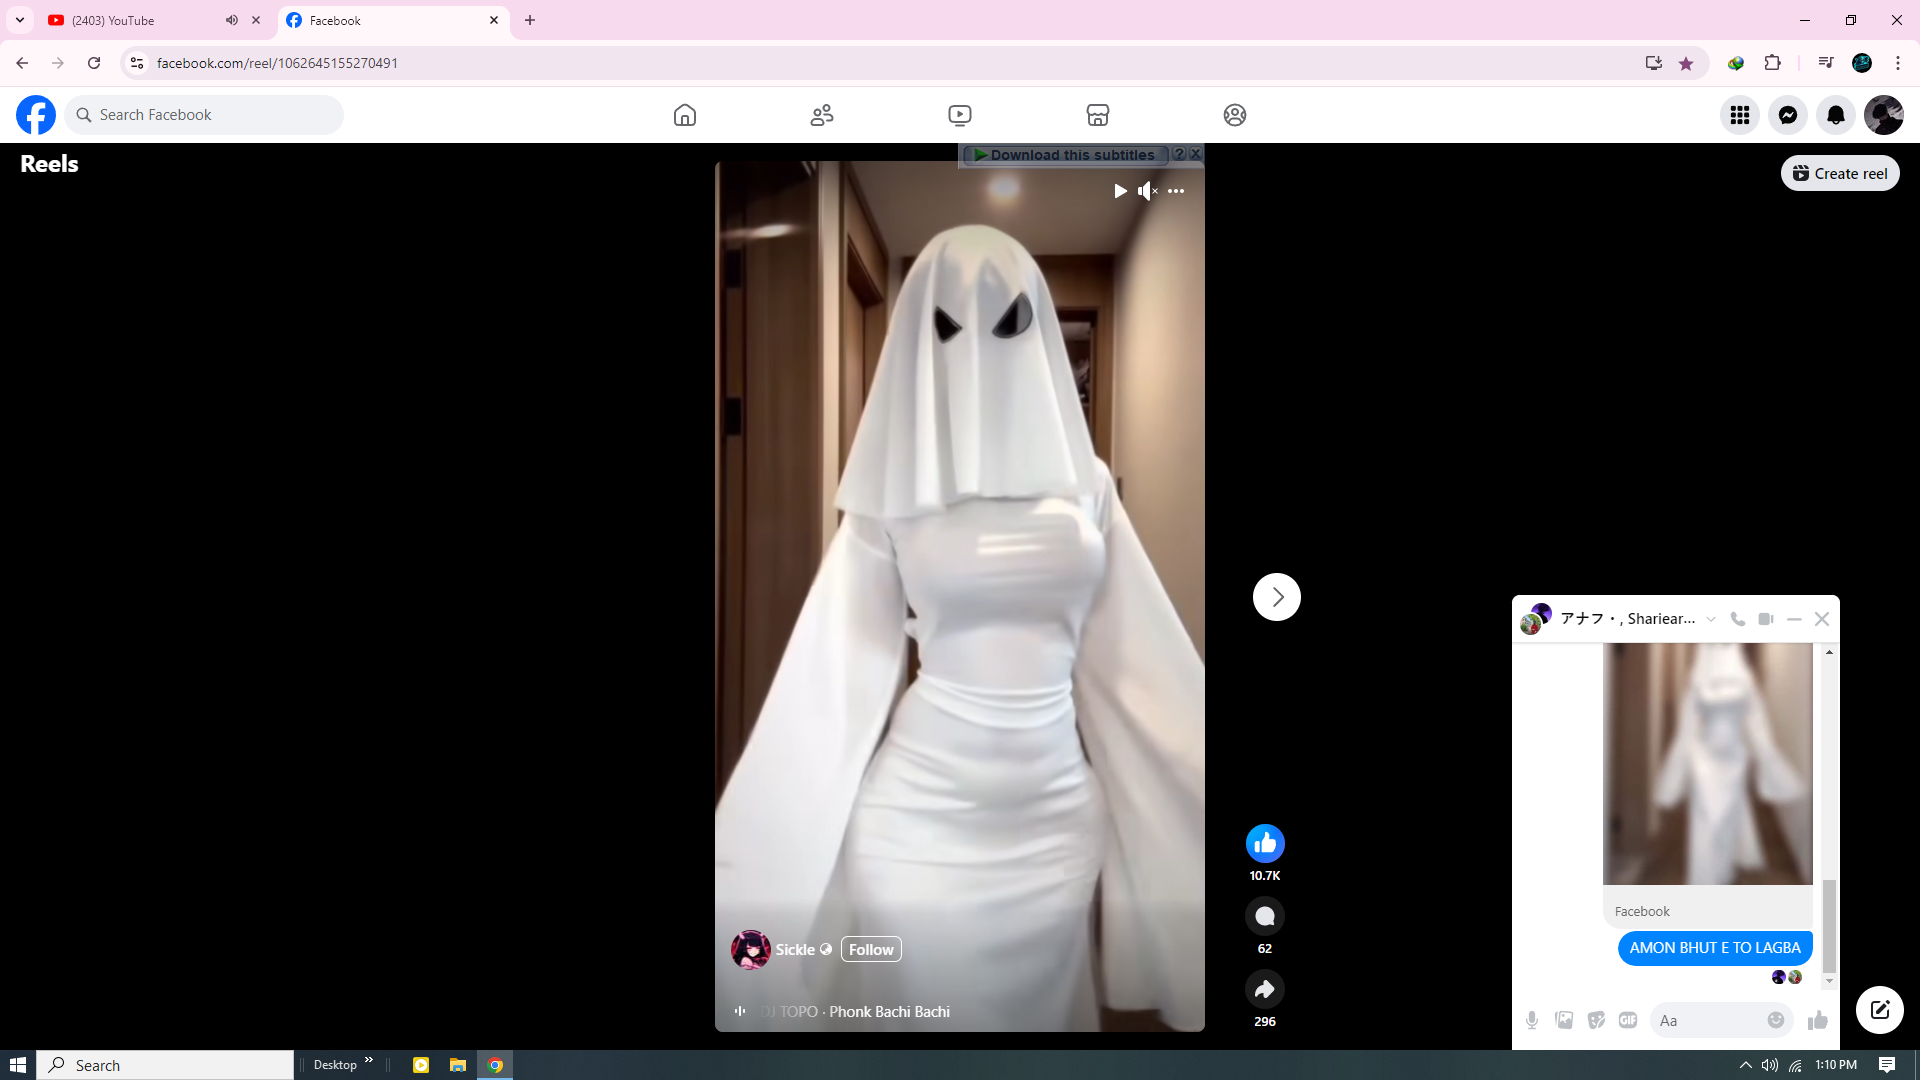 (2403) YouTube
Facebook
facebook.com/reel/1062645155270491
Search Facebook
Reels
Download this subtitles
?
Create reel
10.7K
62
296
Sickle
Follow
DJ TOPO · Phonk Bachi Bachi
アナフ・, Shariear...
Facebook
AMON BHUT E TO LAGBA
GIF
Aa
Search
Desktop
1:10 PM